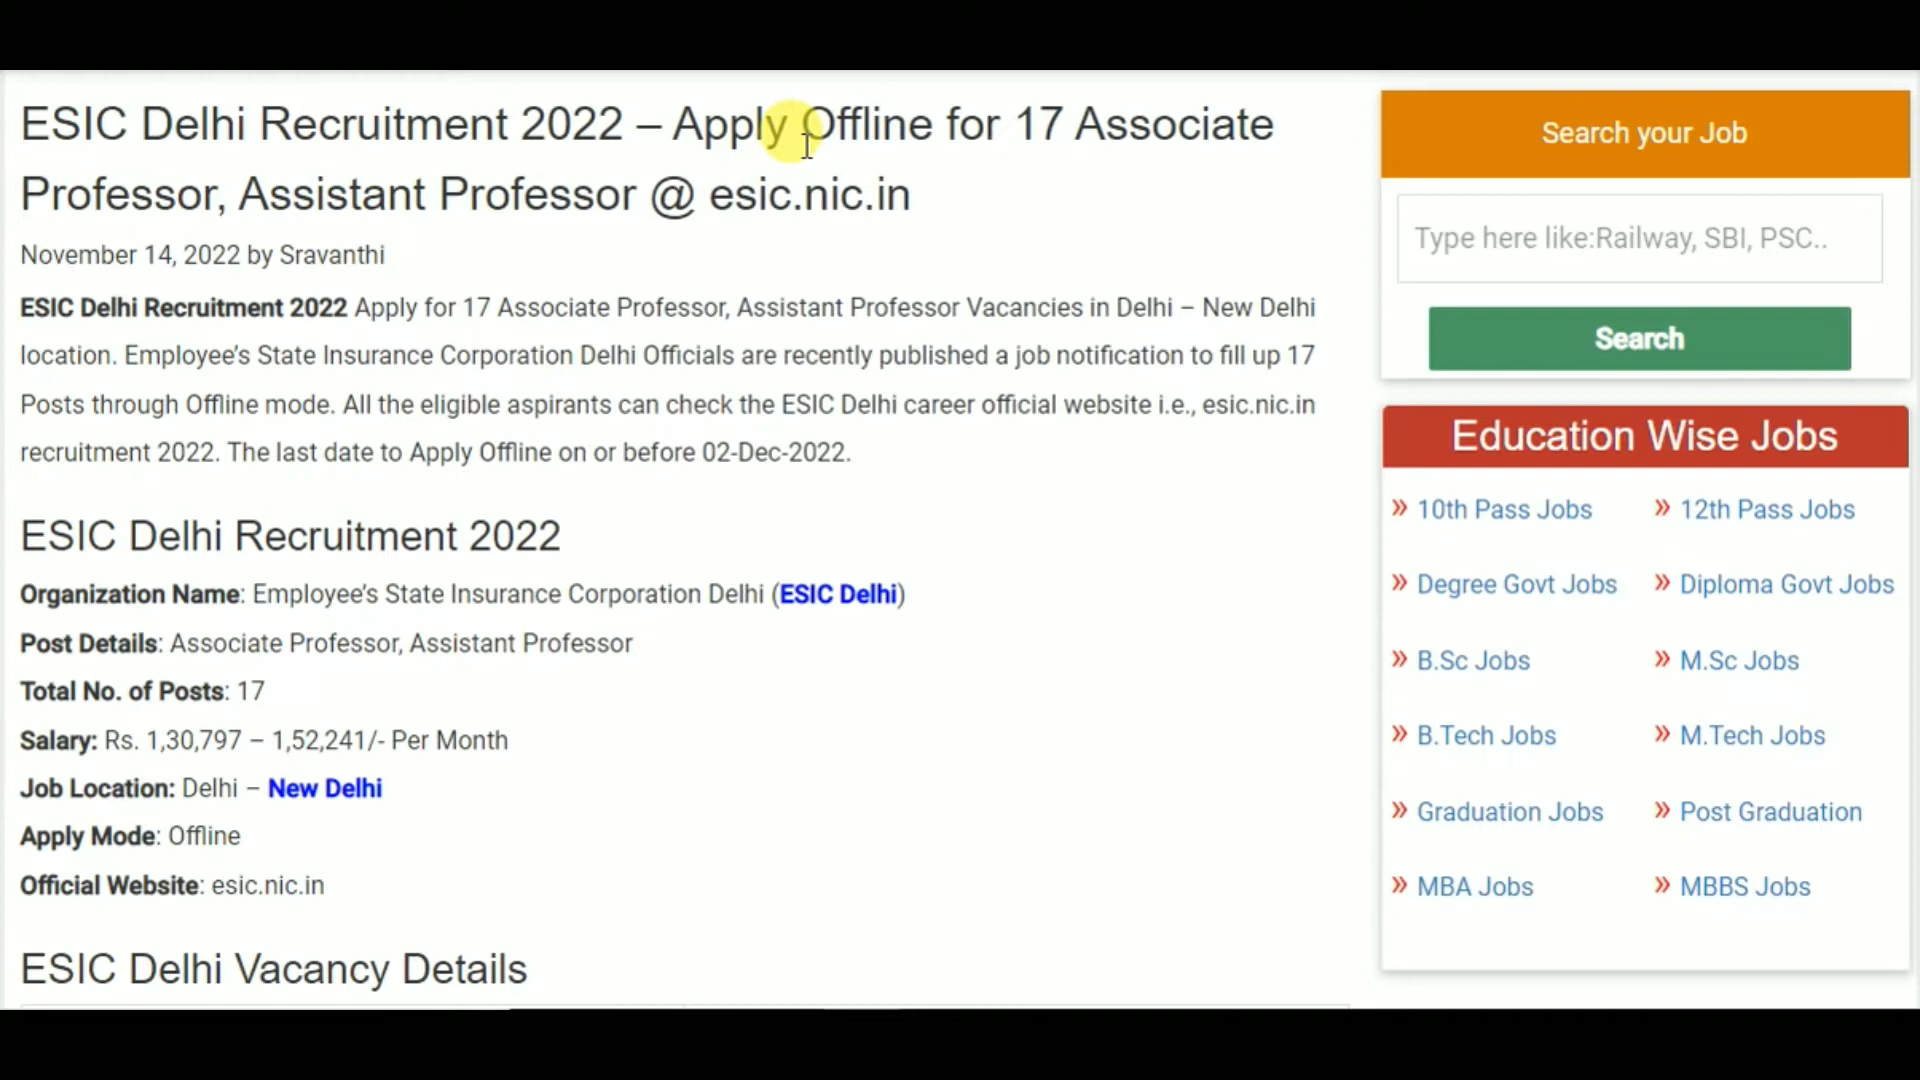 ESIC Delhi Recruitment 2022 – Apply Offline for 17 Associate
Professor, Assistant Professor @ esic.nic.in
November 14, 2022 by Sravanthi
ESIC Delhi Recruitment 2022 Apply for 17 Associate Professor, Assistant Professor Vacancies in Delhi – New Delhi
location. Employee’s State Insurance Corporation Delhi Officials are recently published a job notification to fill up 17
Posts through Offline mode. All the eligible aspirants can check the ESIC Delhi career official website i.e., esic.nic.in
recruitment 2022. The last date to Apply Offline on or before 02-Dec-2022.
ESIC Delhi Recruitment 2022
Organization Name: Employee’s State Insurance Corporation Delhi (ESIC Delhi)
Post Details: Associate Professor, Assistant Professor
Total No. of Posts: 17
Salary: Rs. 1,30,797 – 1,52,241/- Per Month
Job Location: Delhi – New Delhi
Apply Mode: Offline
Official Website: esic.nic.in
ESIC Delhi Vacancy Details
Search your Job
Type here like:Railway, SBI, PSC..
Search
Education Wise Jobs
» 10th Pass Jobs » 12th Pass Jobs
» Degree Govt Jobs » Diploma Govt Jobs
» B.Sc Jobs » M.Sc Jobs
» B.Tech Jobs » M.Tech Jobs
» Graduation Jobs » Post Graduation
» MBA Jobs » MBBS Jobs